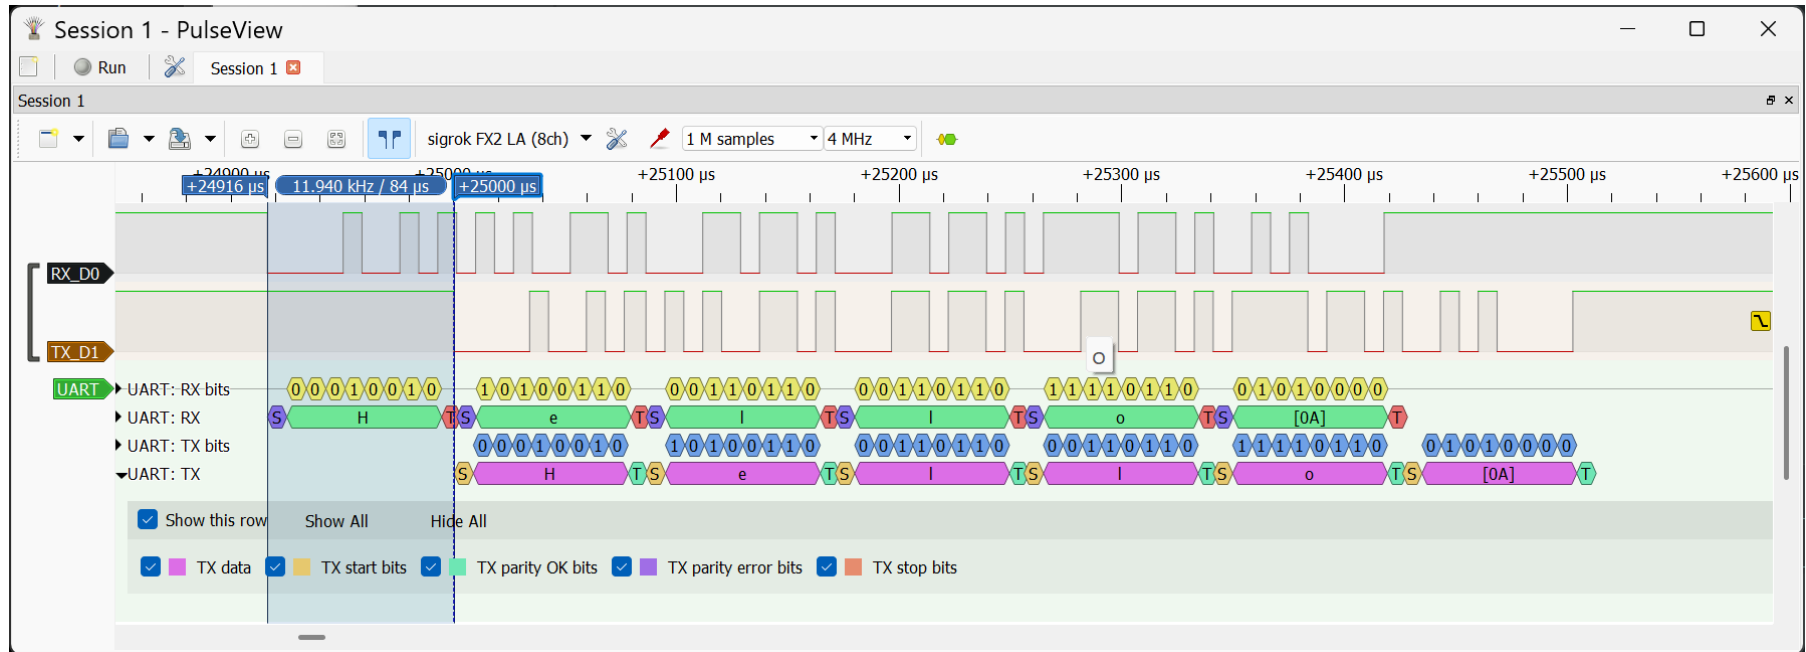 Session 1 - PulseView
Run Session 1
Session 1
sigrok FX2 LA (8ch) 1 M samples 4 MHz
+24900 µs +25000 µs +25100 µs +25200 µs +25300 µs +25400 µs +25500 µs +25600 µs
+24916 µs 11.940 kHz / 84 µs +25000 µs
RX_D0
TX_D1
o
UART UART: RX bits 0 0 0 1 0 0 1 0 1 0 1 0 0 1 1 0 0 0 1 1 0 1 1 0 0 0 1 1 0 1 1 0 1 1 1 1 0 1 1 0 0 1 0 1 0 0 0 0
UART: RX S H T S e T S l T S l T S o T S [0A] T
UART: TX bits 0 0 0 1 0 0 1 0 1 0 1 0 0 1 1 0 0 0 1 1 0 1 1 0 0 0 1 1 0 1 1 0 1 1 1 1 0 1 1 0 0 1 0 1 0 0 0 0
UART: TX S H T S e T S l T S l T S o T S [0A] T
Show this row Show All Hide All
TX data TX start bits TX parity OK bits TX parity error bits TX stop bits